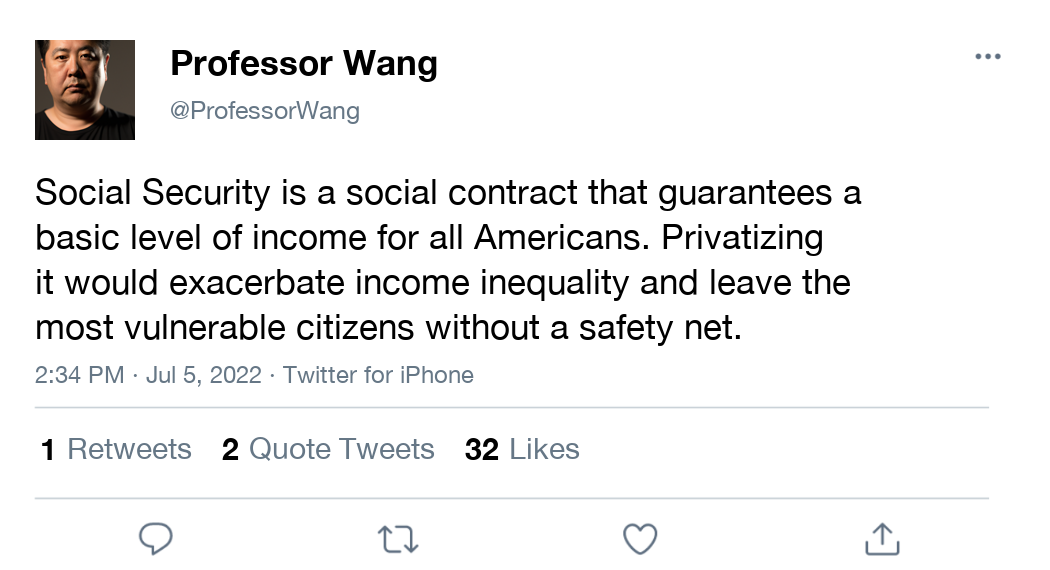 Professor Wang
@ProfessorWang
Social Security is a social contract that guarantees a
basic level of income for all Americans. Privatizing
it would exacerbate income inequality and leave the
most vulnerable citizens without a safety net.
2:34 PM · Jul 5, 2022 · Twitter for iPhone
1 Retweets 2 Quote Tweets 32 Likes